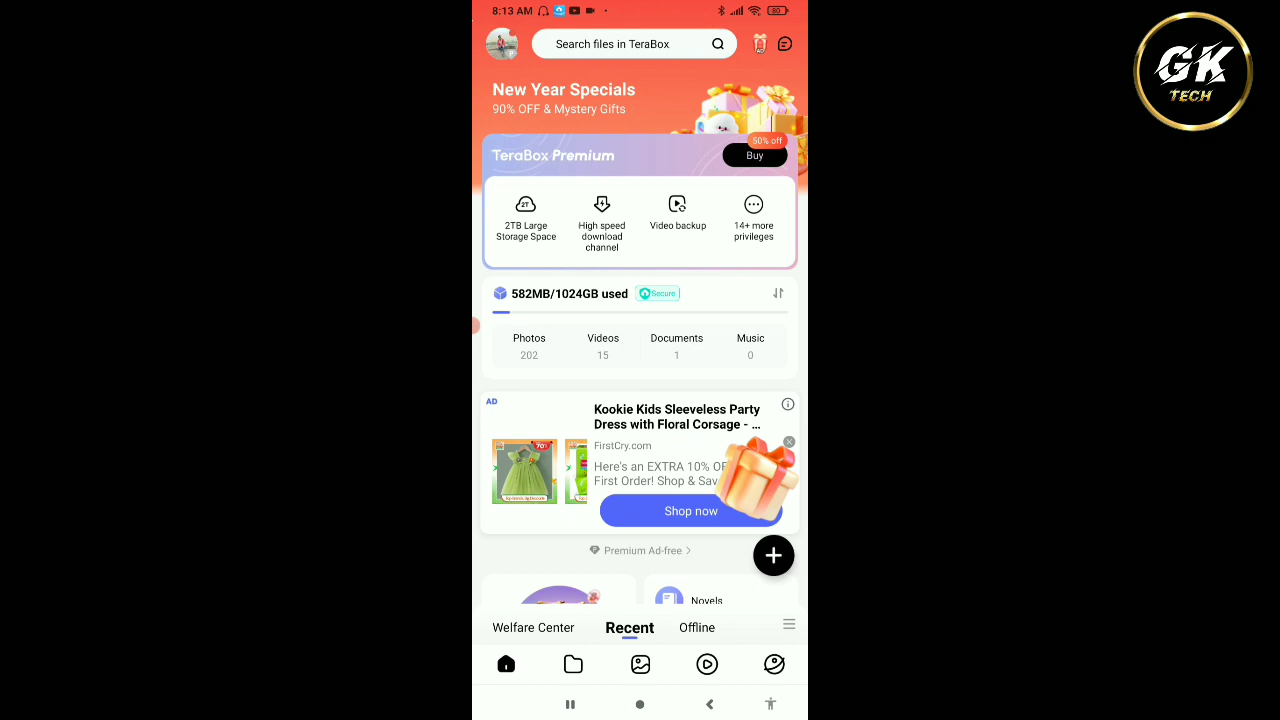 8:13 AM
80
Search files in TeraBox
AD
GK
TECH
New Year Specials
90% OFF & Mystery Gifts
50% off
TeraBox Premium
Buy
2T
2TB Large
Storage Space
High speed
download
channel
Video backup
14+ more
privileges
582MB/1024GB used
Secure
Photos
202
Videos
15
Documents
1
Music
0
AD
Kookie Kids Sleeveless Party
Dress with Floral Corsage - …
FirstCry.com
Here's an EXTRA 10% OF
First Order! Shop & Sav
70%
Shop now
Premium Ad-free
Novels
Welfare Center
Recent
Offline